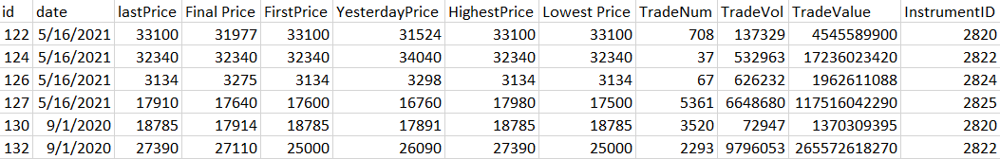 id date lastPrice Final Price FirstPrice YesterdayPrice HighestPrice Lowest Price TradeNum TradeVol TradeValue InstrumentID
122 5/16/2021 33100 31977 33100 31524 33100 33100 708 137329 4545589900 2820
124 5/16/2021 32340 32340 32340 34040 32340 32340 37 532963 17236023420 2822
126 5/16/2021 3134 3275 3134 3298 3134 3134 67 626232 1962611088 2824
127 5/16/2021 17910 17640 17600 16760 17980 17500 5361 6648680 117516042290 2825
130 9/1/2020 18785 17914 18785 17891 18785 18785 3520 72947 1370309395 2820
132 9/1/2020 27390 27110 25000 26090 27390 25000 2293 9796053 265572618270 2822